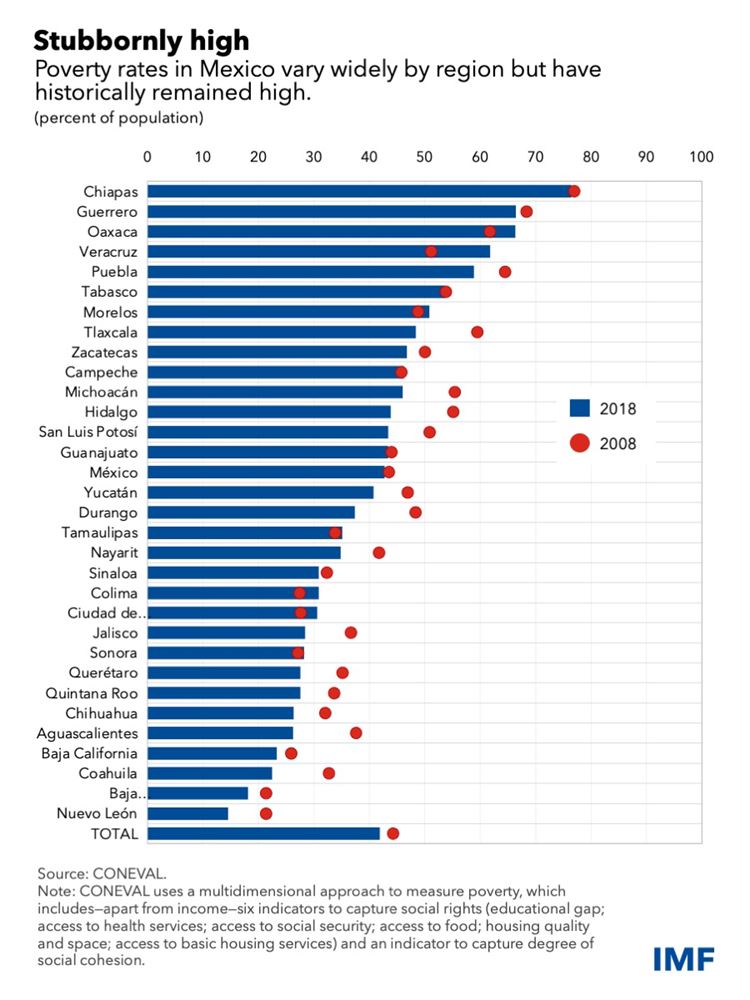 Stubbornly high
Poverty rates in Mexico vary widely by region but have
historically remained high.
(percent of population)
0 10 20 30 40 50 60 70 80 90 100
Chiapas
Guerrero
Oaxaca
Veracruz
Puebla
Tabasco
Morelos
Tlaxcala
Zacatecas
Campeche
Michoacán
Hidalgo
San Luis Potosí
Guanajuato
México
Yucatán
Durango
Tamaulipas
Nayarit
Sinaloa
Colima
Ciudad de..
Jalisco
Sonora
Querétaro
Quintana Roo
Chihuahua
Aguascalientes
Baja California
Coahuila
Baja..
Nuevo León
TOTAL
2018
2008
Source: CONEVAL.
Note: CONEVAL uses a multidimensional approach to measure poverty, which
includes—apart from income—six indicators to capture social rights (educational gap;
access to health services; access to social security; access to food; housing quality
and space; access to basic housing services) and an indicator to capture degree of
social cohesion.
IMF